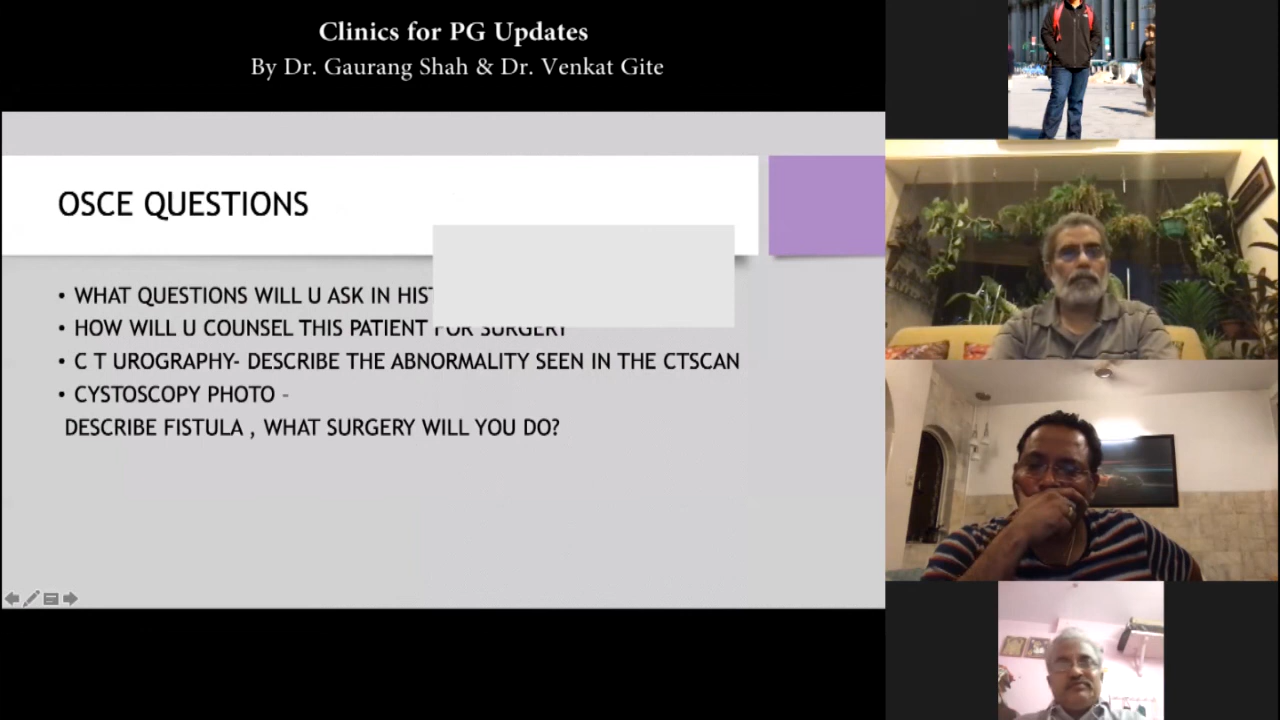 Clinics for PG Updates
By Dr. Gaurang Shah & Dr. Venkat Gite
OSCE QUESTIONS
• WHAT QUESTIONS WILL U ASK IN
• HOW WILL U COUNSEL THIS PATIENT FOR SURGERY
• C T UROGRAPHY- DESCRIBE THE ABNORMALITY SEEN IN THE CTSCAN
• CYSTOSCOPY PHOTO -
DESCRIBE FISTULA , WHAT SURGERY WILL YOU DO?